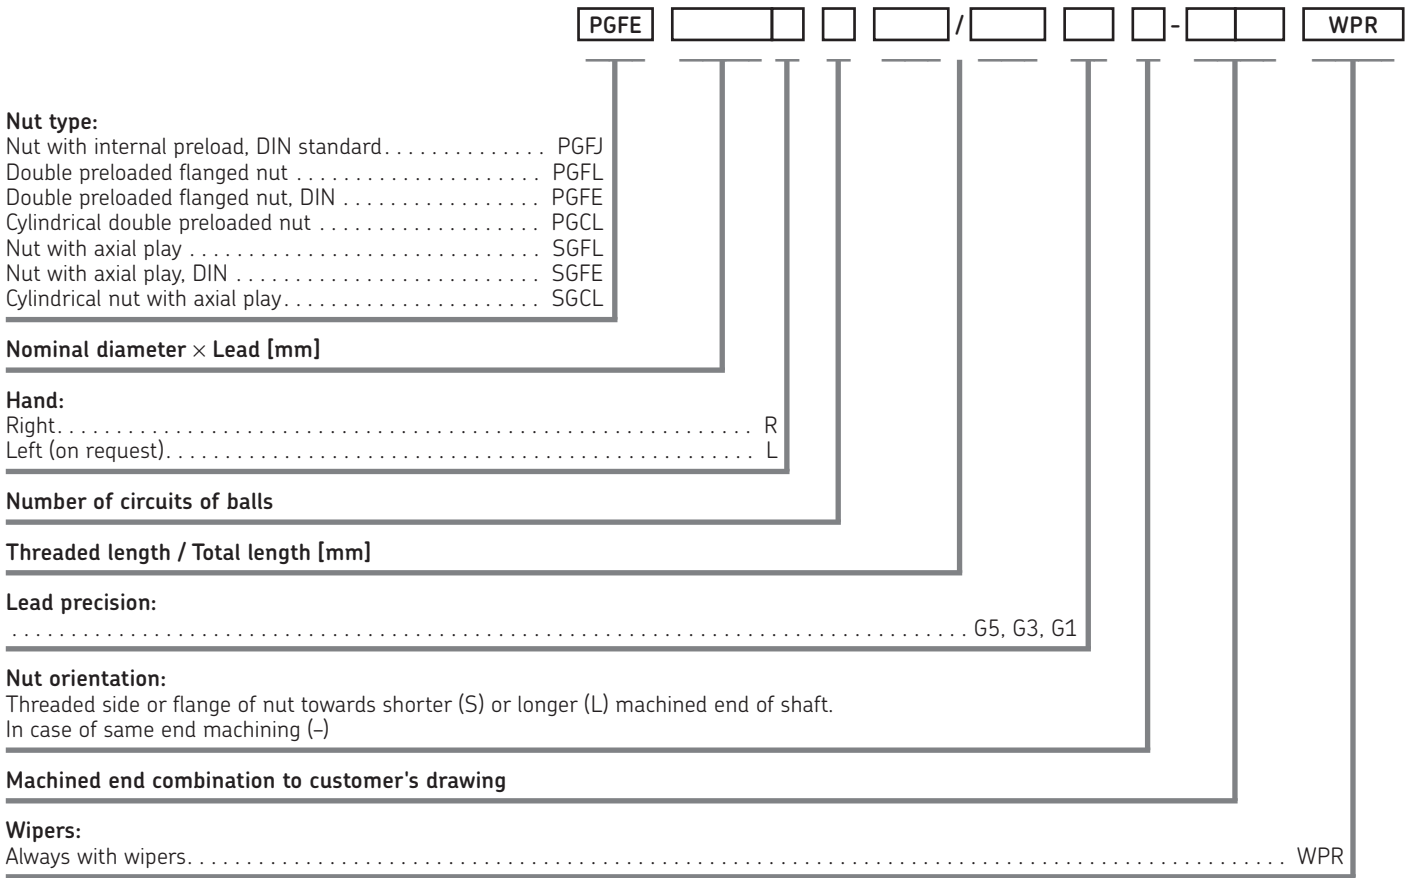 PGFE / - WPR
Nut type:
Nut with internal preload, DIN standard. . . . . . . . . . . . . . PGFJ
Double preloaded flanged nut . . . . . . . . . . . . . . . . . . . . . PGFL
Double preloaded flanged nut, DIN . . . . . . . . . . . . . . . . . PGFE
Cylindrical double preloaded nut . . . . . . . . . . . . . . . . . . . PGCL
Nut with axial play . . . . . . . . . . . . . . . . . . . . . . . . . . . . . . SGFL
Nut with axial play, DIN . . . . . . . . . . . . . . . . . . . . . . . . . . SGFE
Cylindrical nut with axial play. . . . . . . . . . . . . . . . . . . . . . SGCL
Nominal diameter × Lead [mm]
Hand:
Right. . . . . . . . . . . . . . . . . . . . . . . . . . . . . . . . . . . . . . . . . . . . . . . . . . . . . . . . . . . R
Left (on request). . . . . . . . . . . . . . . . . . . . . . . . . . . . . . . . . . . . . . . . . . . . . . . . . . L
Number of circuits of balls
Threaded length / Total length [mm]
Lead precision:
. . . . . . . . . . . . . . . . . . . . . . . . . . . . . . . . . . . . . . . . . . . . . . . . . . . . . . . . . . . . . . . . . . . . . . . . . . . . . . . . . G5, G3, G1
Nut orientation:
Threaded side or flange of nut towards shorter (S) or longer (L) machined end of shaft.
In case of same end machining (–)
Machined end combination to customer's drawing
Wipers:
Always with wipers. . . . . . . . . . . . . . . . . . . . . . . . . . . . . . . . . . . . . . . . . . . . . . . . . . . . . . . . . . . . . . . . . . . . . . . . . . . . . . . . . . . . . . . . . . . . WPR